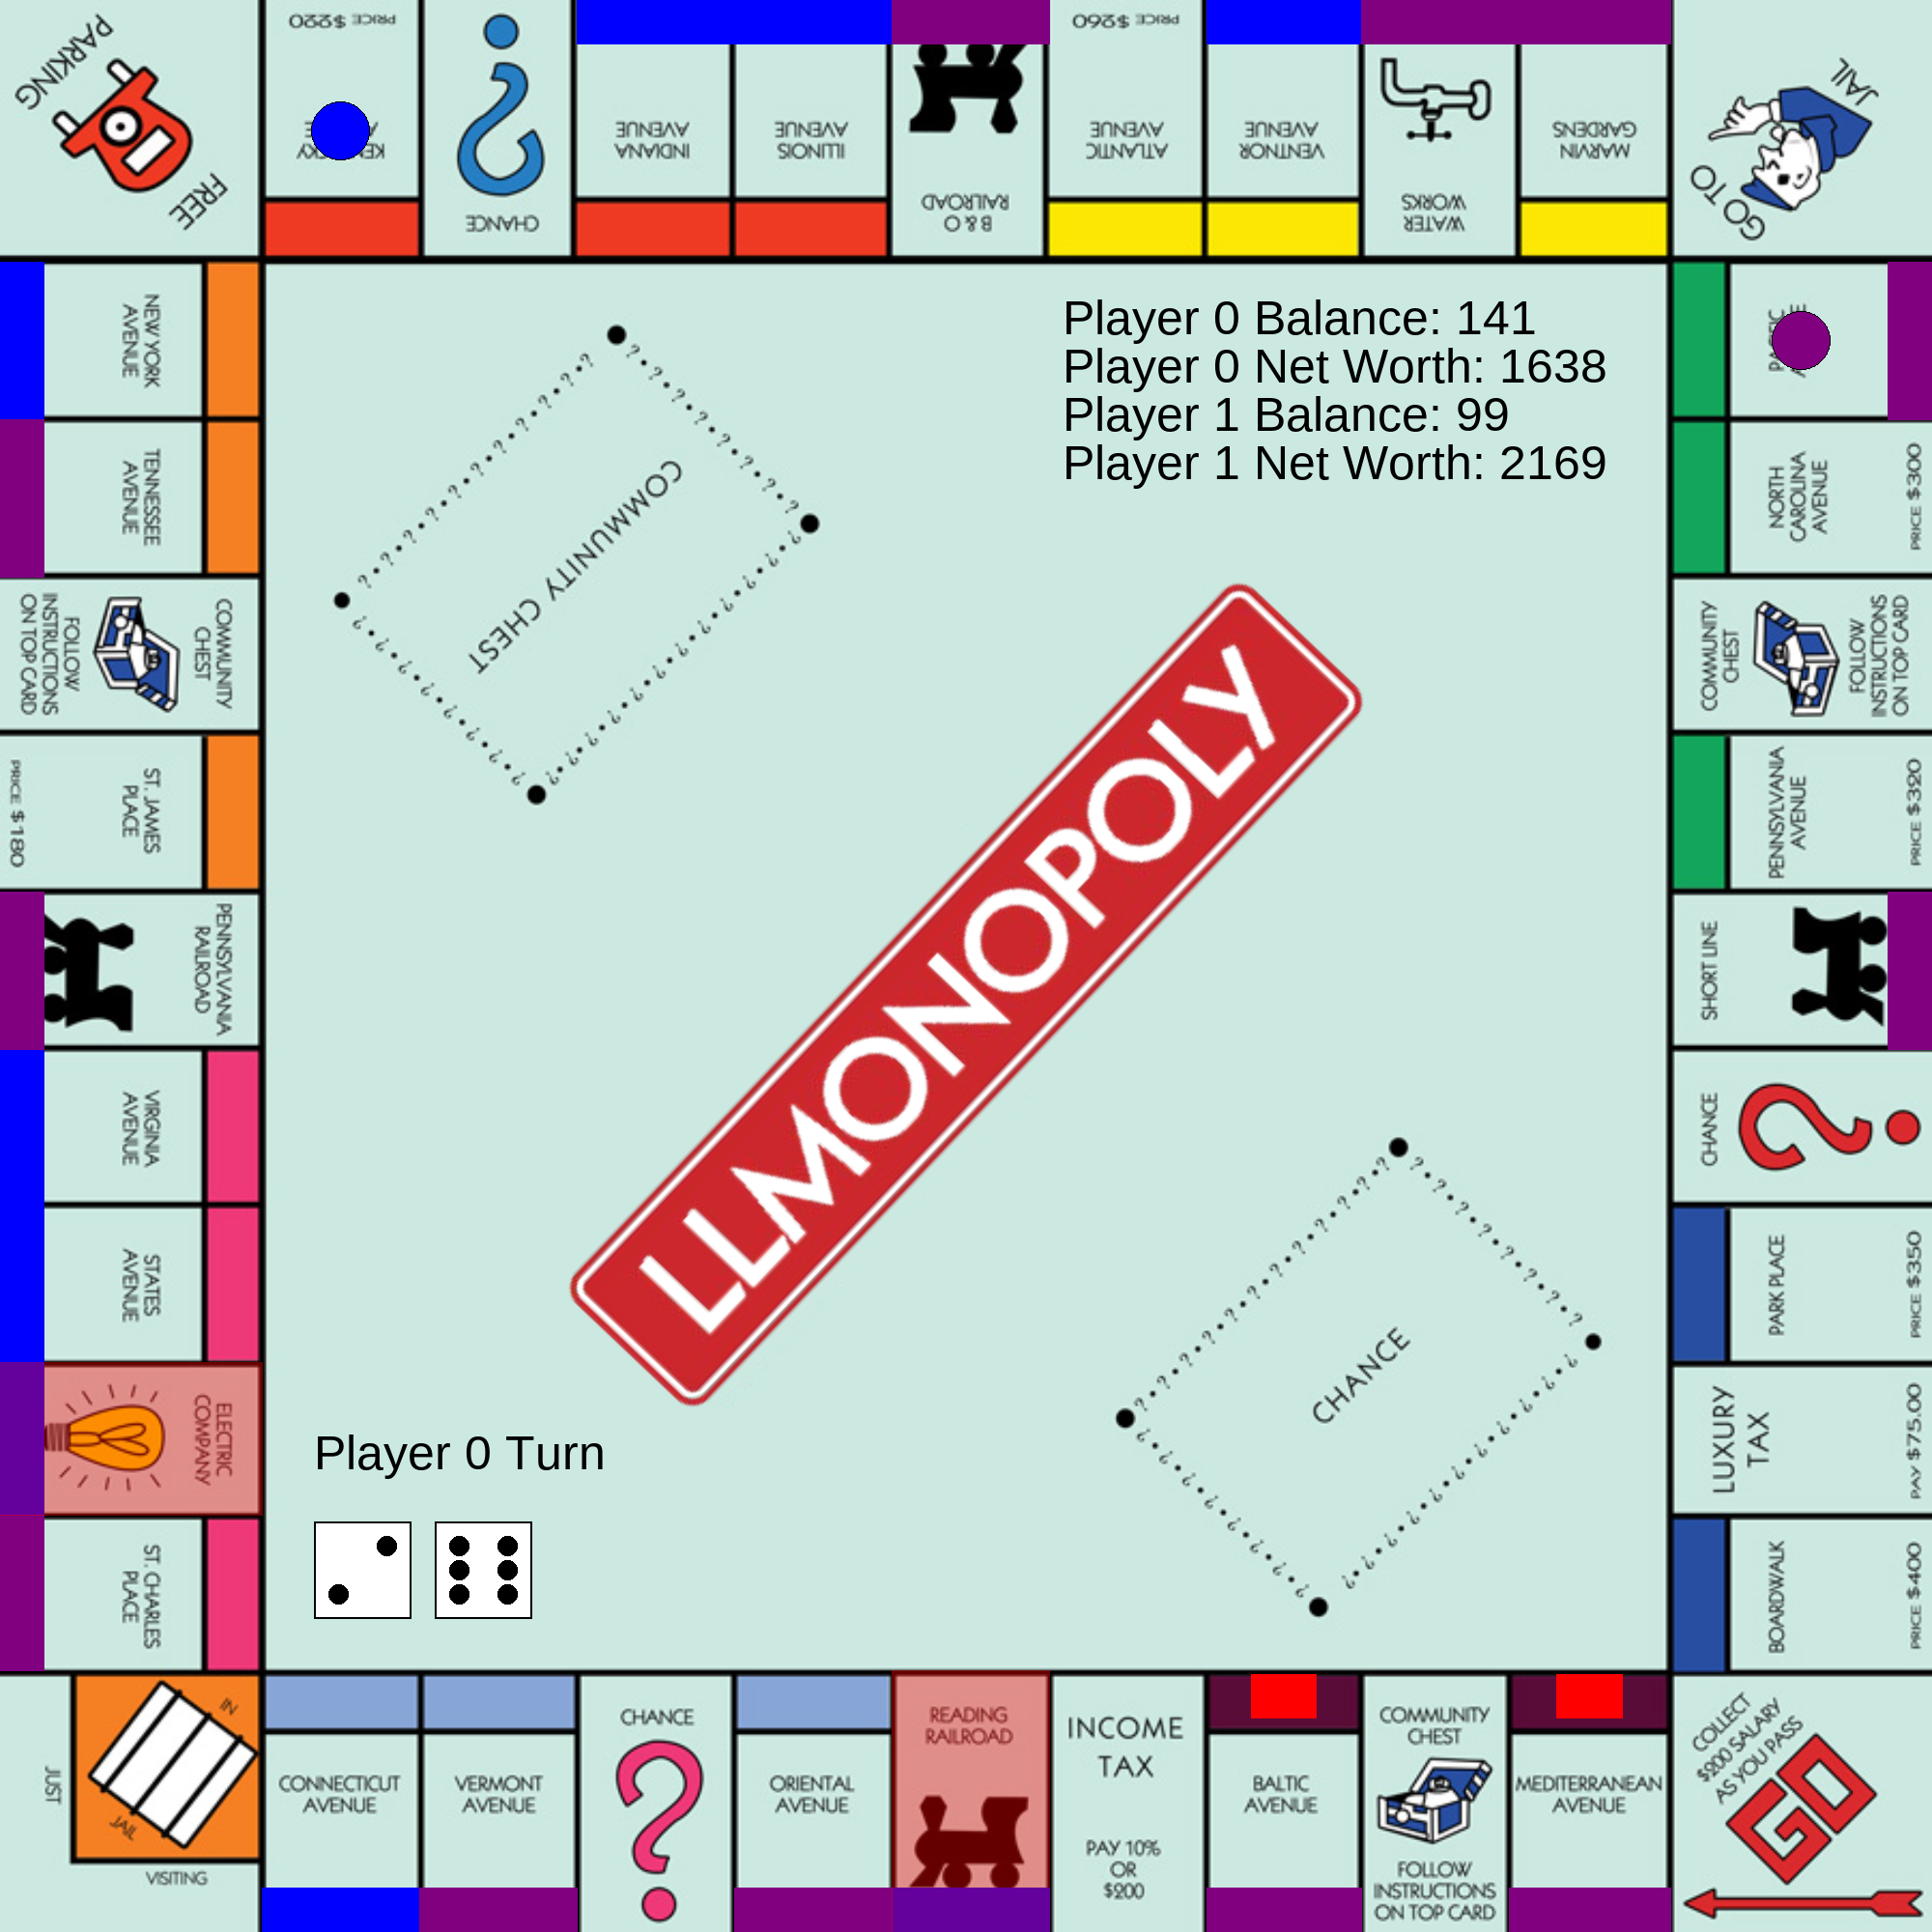 PARKING
FREE
PRICE $220
KENTUCKY
CHANCE
INDIANA
AVENUE
ILLINOIS
AVENUE
B & O
RAILROAD
PRICE $260
ATLANTIC
AVENUE
VENTNOR
AVENUE
WATER
WORKS
MARVIN
GARDENS
GO TO
JAIL
NEW YORK
AVENUE
TENNESSEE
AVENUE
COMMUNITY
CHEST
FOLLOW
INSTRUCTIONS
ON TOP CARD
ST. JAMES
PLACE
PRICE $180
PENNSYLVANIA
RAILROAD
VIRGINIA
AVENUE
STATES
AVENUE
ELECTRIC
COMPANY
ST. CHARLES
PLACE
Player 0 Balance: 141
Player 0 Net Worth: 1638
Player 1 Balance: 99
Player 1 Net Worth: 2169
COMMUNITY CHEST
LLMONOPOLY
CHANCE
Player 0 Turn
PACIFIC
NORTH
CAROLINA
AVENUE
PRICE $300
COMMUNITY
CHEST
FOLLOW
INSTRUCTIONS
ON TOP CARD
PENNSYLVANIA
AVENUE
PRICE $320
SHORT LINE
CHANCE
PARK PLACE
PRICE $350
LUXURY
TAX
PAY $75.00
BOARDWALK
PRICE $400
JUST
VISITING
IN
JAIL
CONNECTICUT
AVENUE
VERMONT
AVENUE
CHANCE
ORIENTAL
AVENUE
READING
RAILROAD
INCOME
TAX
PAY 10%
OR
$200
BALTIC
AVENUE
COMMUNITY
CHEST
FOLLOW
INSTRUCTIONS
ON TOP CARD
MEDITERRANEAN
AVENUE
COLLECT
$200 SALARY
AS YOU PASS
GO